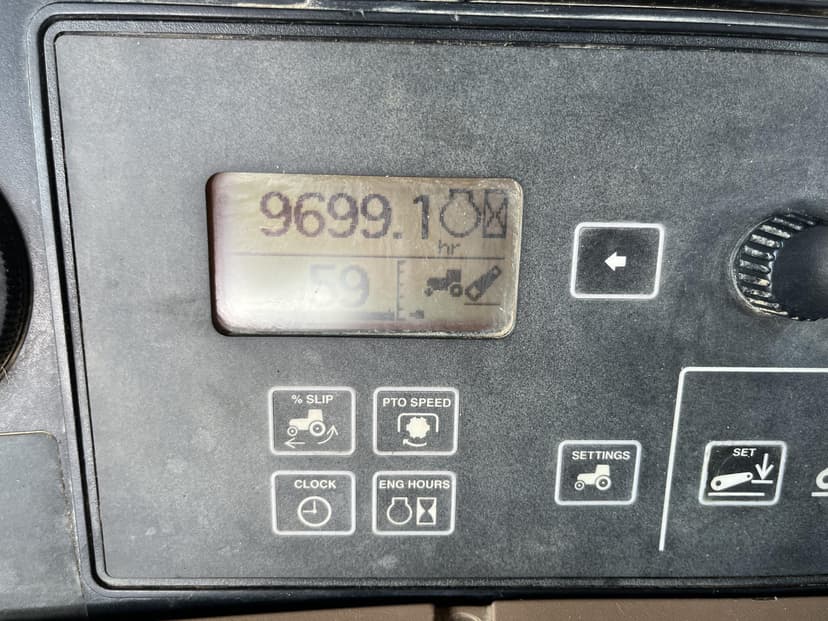 9699.1
hr
59
% SLIP
PTO SPEED
CLOCK
ENG HOURS
SETTINGS
SET